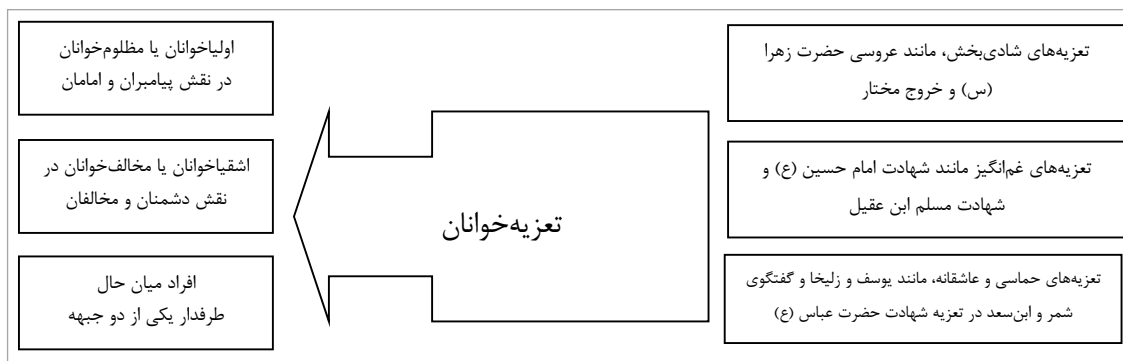 تعزیه‌های شادی‌بخش، مانند عروسی حضرت زهرا
(س) و خروج مختار
تعزیه‌های غم‌انگیز مانند شهادت امام حسین (ع) و
شهادت مسلم ابن عقیل
تعزیه‌های حماسی و عاشقانه، مانند یوسف و زلیخا و گفتگوی
شمر و ابن‌سعد در تعزیه شهادت حضرت عباس (ع)
تعزیه‌خوانان
اولیاخوانان یا مظلوم‌خوانان
در نقش پیامبران و امامان
اشقیاخوانان یا مخالف‌خوانان در
نقش دشمنان و مخالفان
افراد میان حال
طرفدار یکی از دو جبهه